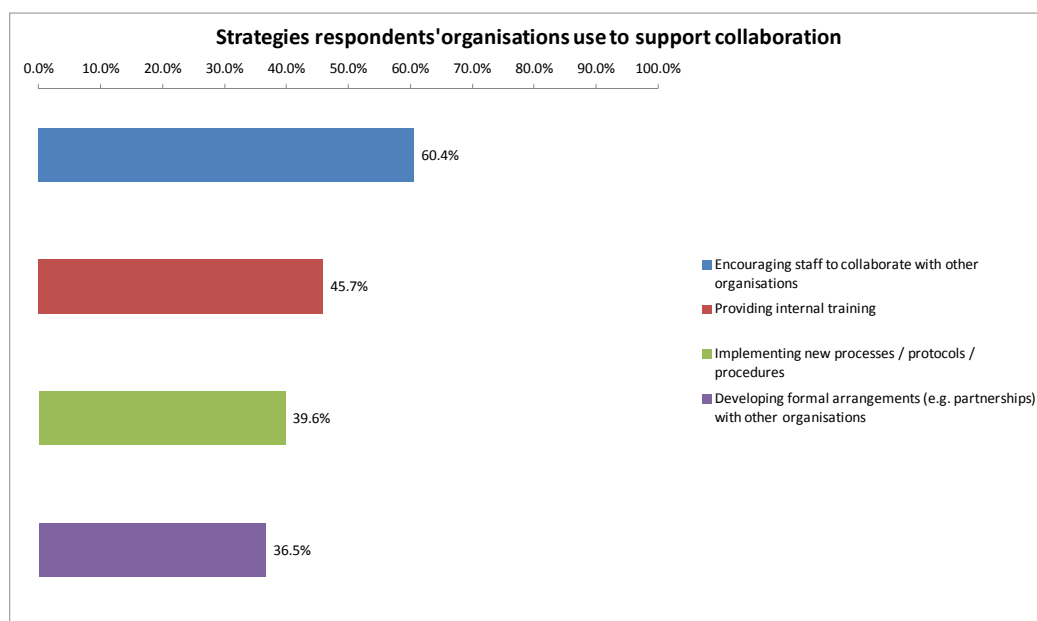 Strategies respondents'organisations use to support collaboration
0.0% 10.0% 20.0% 30.0% 40.0% 50.0% 60.0% 70.0% 80.0% 90.0% 100.0%
60.4%
45.7%
39.6%
36.5%
Encouraging staff to collaborate with other
organisations
Providing internal training
Implementing new processes / protocols /
procedures
Developing formal arrangements (e.g. partnerships)
with other organisations